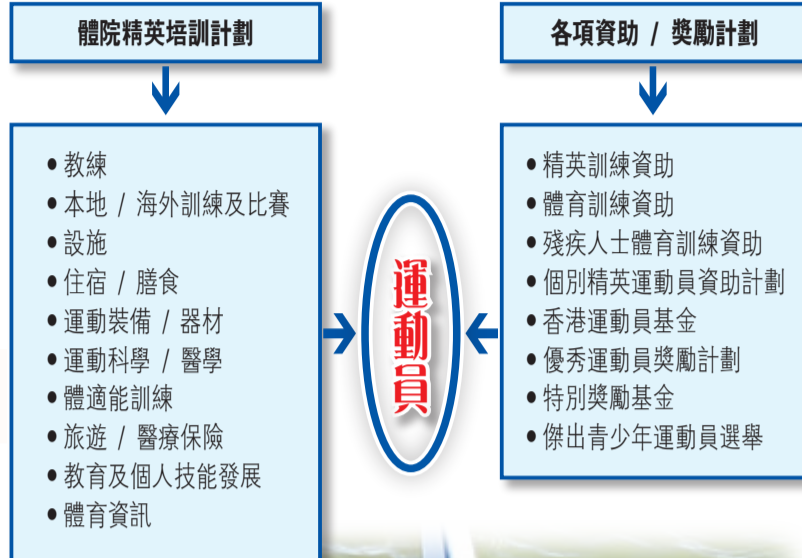 體院精英培訓計劃
• 教練
• 本地 / 海外訓練及比賽
• 設施
• 住宿 / 膳食
• 運動裝備 / 器材
• 運動科學 / 醫學
• 體適能訓練
• 旅遊 / 醫療保險
• 教育及個人技能發展
• 體育資訊
運動員
各項資助 / 獎勵計劃
• 精英訓練資助
• 體育訓練資助
• 殘疾人士體育訓練資助
• 個別精英運動員資助計劃
• 香港運動員基金
• 優秀運動員獎勵計劃
• 特別獎勵基金
• 傑出青少年運動員選舉